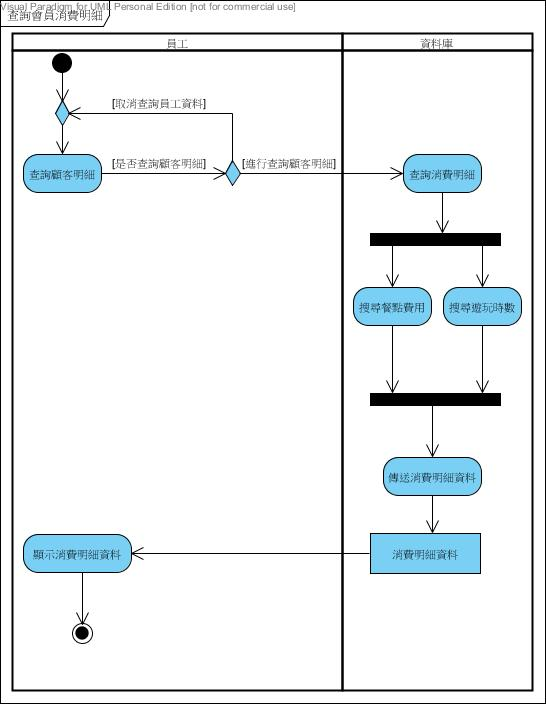 Visual Paradigm for UML Personal Edition [not for commercial use]
查詢會員消費明細
員工
資料庫
[取消查詢員工資料]
查詢顧客明細
[是否查詢顧客明細]
[進行查詢顧客明細]
查詢消費明細
搜尋餐點費用
搜尋遊玩時數
傳送消費明細資料
顯示消費明細資料
消費明細資料